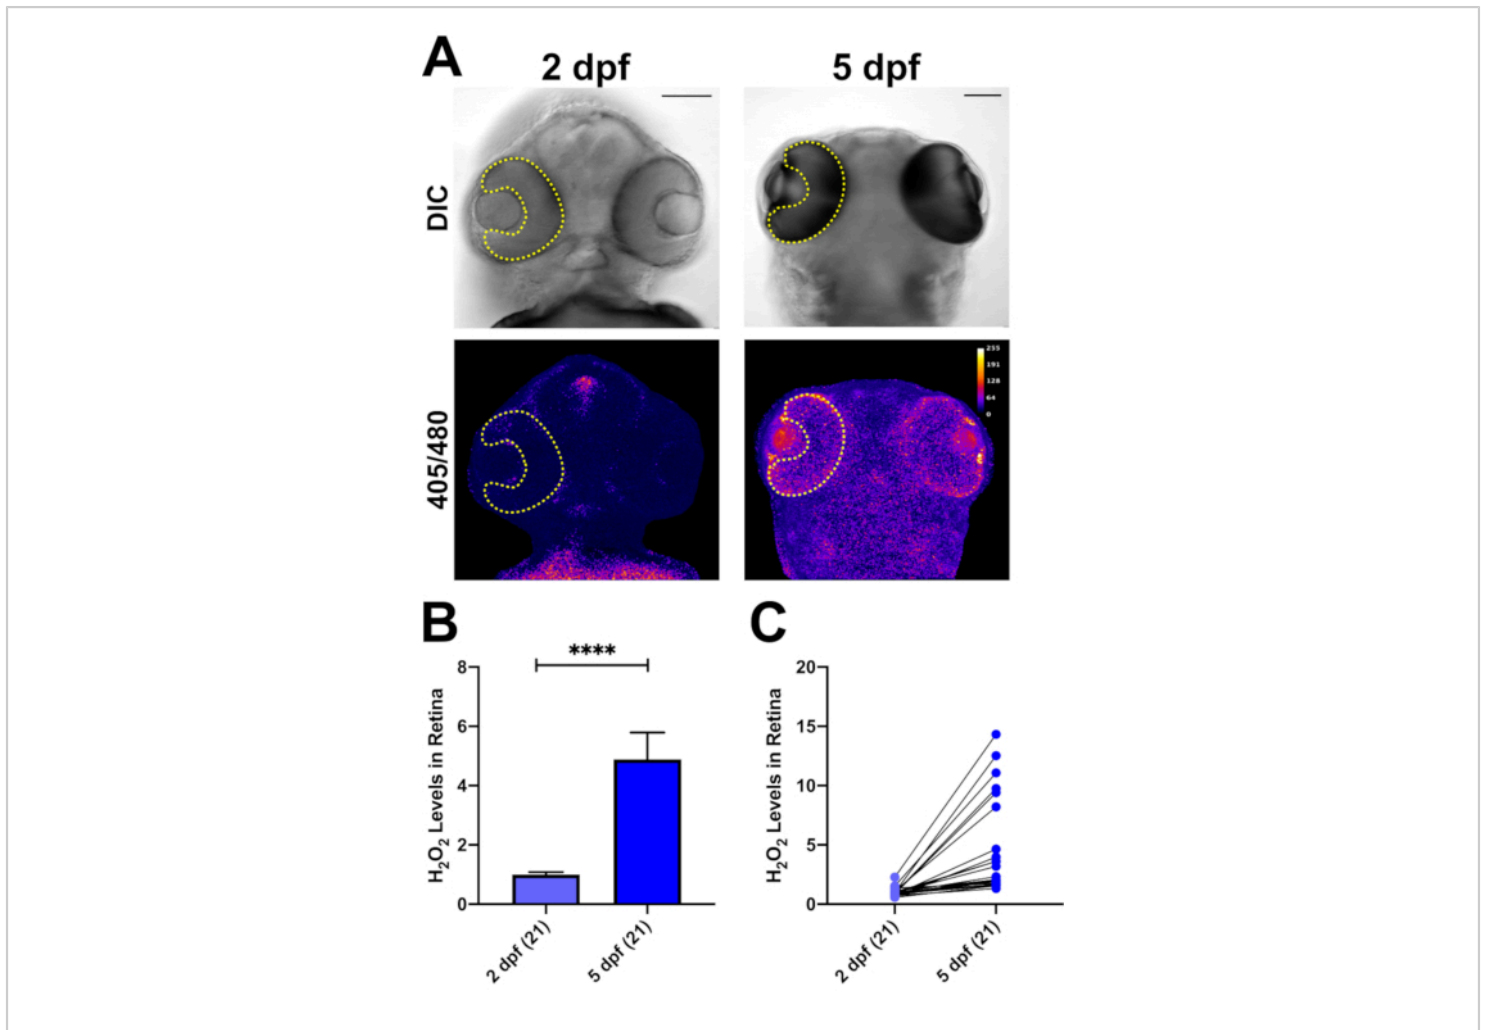 A
2 dpf
5 dpf
DIC
405/480
255
191
128
64
0
B
****
H₂O₂ Levels in Retina
8
6
4
2
0
2 dpf (21)
5 dpf (21)
C
H₂O₂ Levels in Retina
20
15
10
5
0
2 dpf (21)
5 dpf (21)